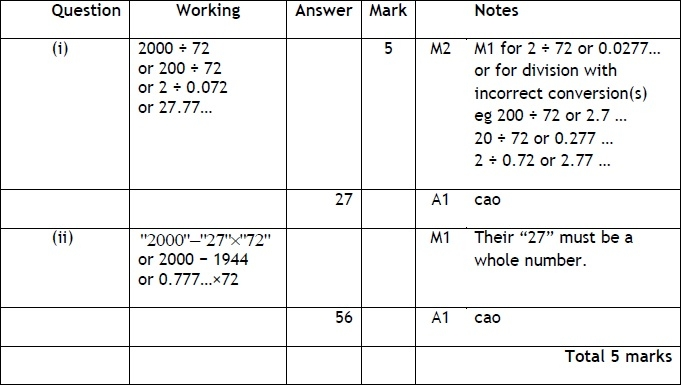 Question Working Answer Mark Notes
(i) 2000 ÷ 72 5 M2 M1 for 2 ÷ 72 or 0.0277...
or 200 ÷ 72 or for division with
or 2 ÷ 0.072 incorrect conversion(s)
or 27.77... eg 200 ÷ 72 or 2.7 ...
20 ÷ 72 or 0.277 ...
2 ÷ 0.72 or 2.77 ...
27 A1 cao
(ii) "2000"–"27"×"72" M1 Their “27” must be a
or 2000 − 1944 whole number.
or 0.777...×72
56 A1 cao
Total 5 marks